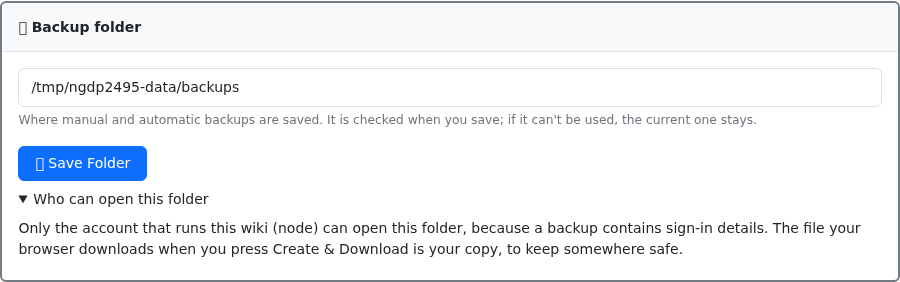 Backup folder
/tmp/ngdp2495-data/backups
Where manual and automatic backups are saved. It is checked when you save; if it can't be used, the current one stays.
Save Folder
▼ Who can open this folder
Only the account that runs this wiki (node) can open this folder, because a backup contains sign-in details. The file your
browser downloads when you press Create & Download is your copy, to keep somewhere safe.